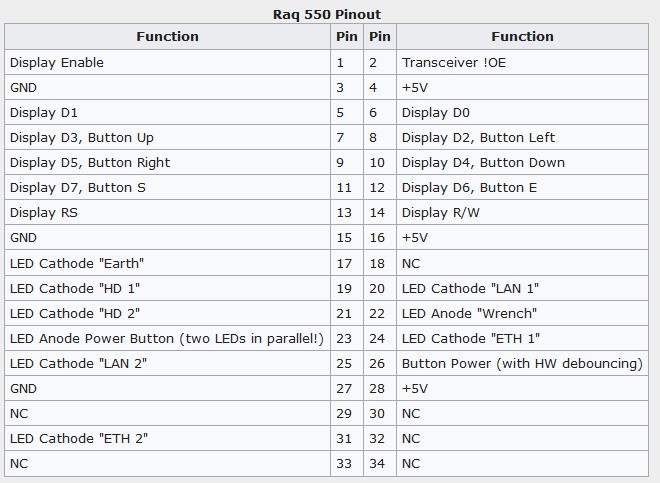 Raq 550 Pinout
Function Pin Pin Function
Display Enable 1 2 Transceiver !OE
GND 3 4 +5V
Display D1 5 6 Display D0
Display D3, Button Up 7 8 Display D2, Button Left
Display D5, Button Right 9 10 Display D4, Button Down
Display D7, Button S 11 12 Display D6, Button E
Display RS 13 14 Display R/W
GND 15 16 +5V
LED Cathode "Earth" 17 18 NC
LED Cathode "HD 1" 19 20 LED Cathode "LAN 1"
LED Cathode "HD 2" 21 22 LED Anode "Wrench"
LED Anode Power Button (two LEDs in parallel!) 23 24 LED Cathode "ETH 1"
LED Cathode "LAN 2" 25 26 Button Power (with HW debouncing)
GND 27 28 +5V
NC 29 30 NC
LED Cathode "ETH 2" 31 32 NC
NC 33 34 NC